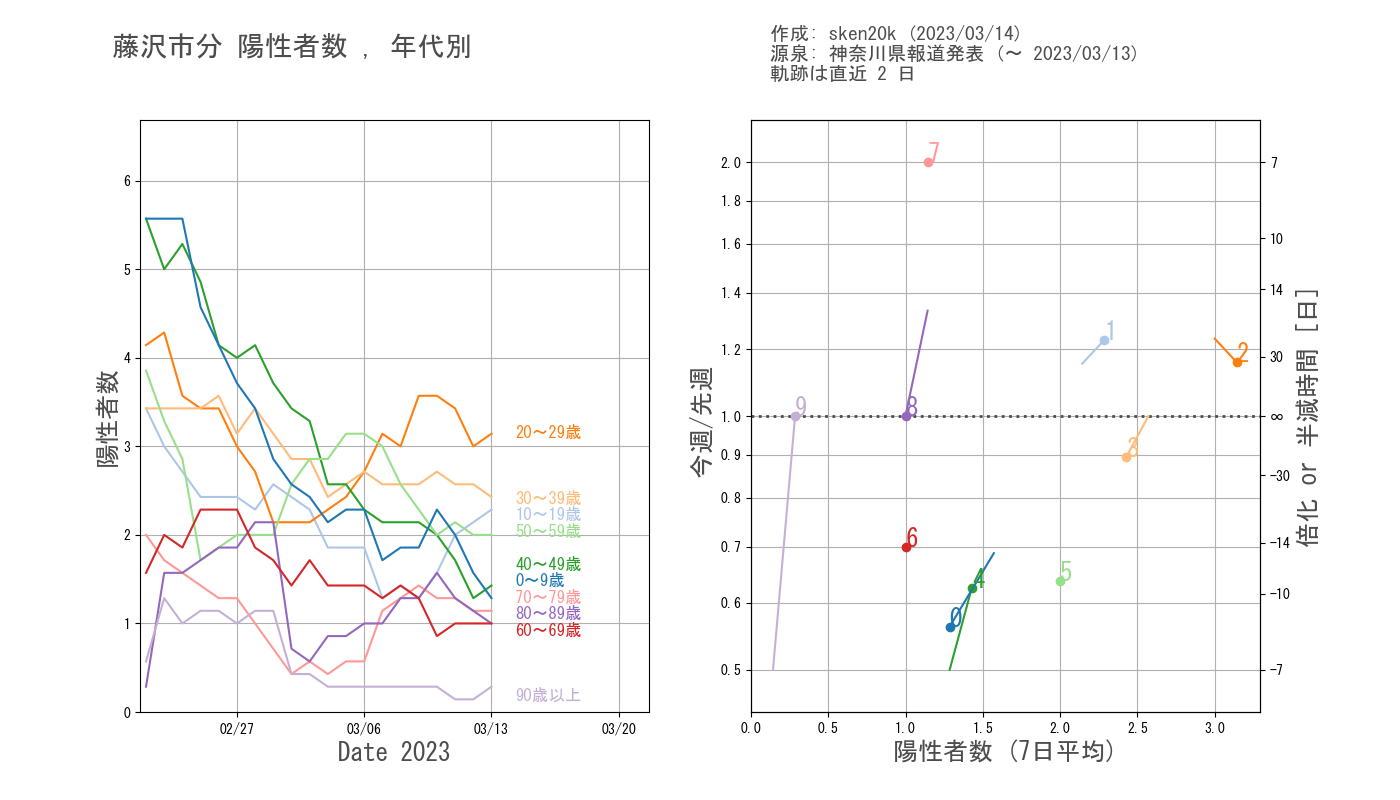 藤沢市分 陽性者数 , 年代別
作成: sken20k (2023/03/14)
源泉: 神奈川県報道発表 (～ 2023/03/13)
軌跡は直近 2 日
陽性者数
6
5
4
3
2
1
0
20～29歳
30～39歳
10～19歳
50～59歳
40～49歳
0～9歳
70～79歳
80～89歳
60～69歳
90歳以上
02/27
03/06
03/13
03/20
Date 2023
今週/先週
2.0
1.8
1.6
1.4
1.2
1.0
0.9
0.8
0.7
0.6
0.5
7
1
2
9
8
3
6
4
5
0
7
10
14
30
∞
-30
-14
-10
-7
倍化 or 半減時間 [日]
0.0
0.5
1.0
1.5
2.0
2.5
3.0
陽性者数 (7日平均)